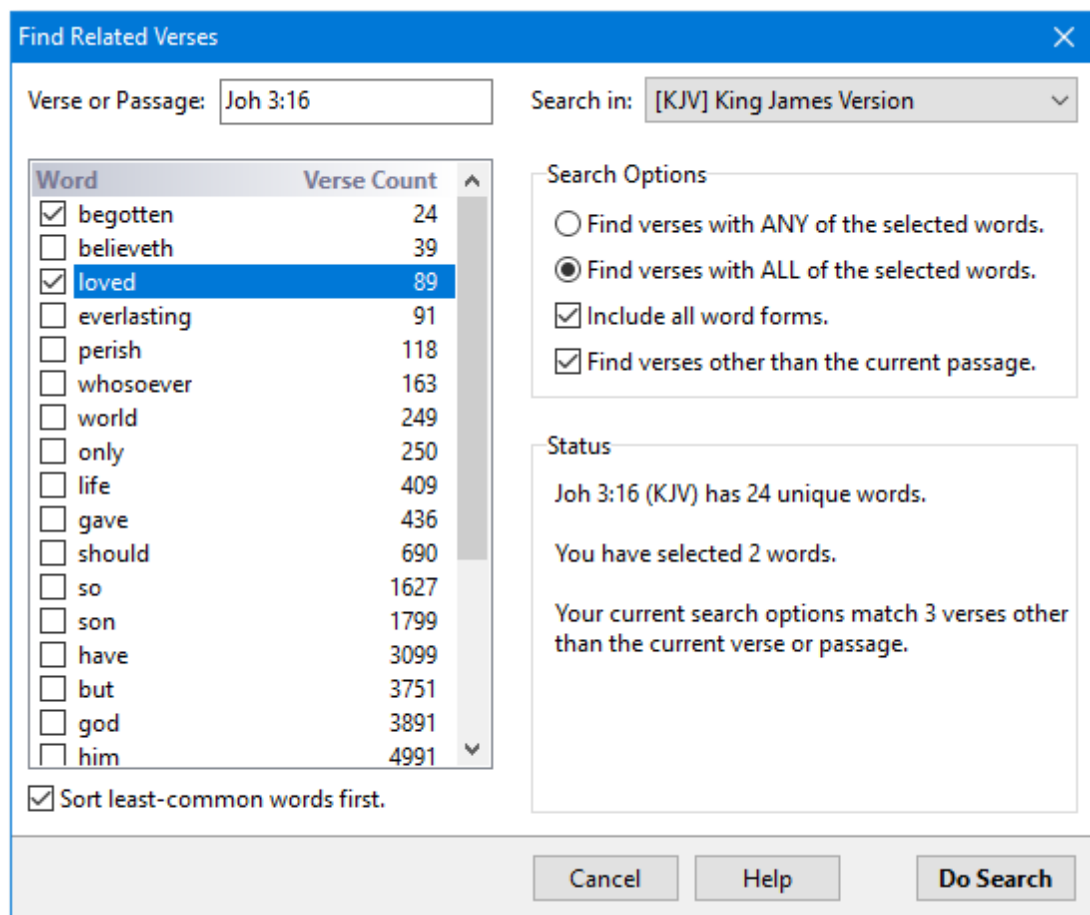 Find Related Verses
Verse or Passage: Joh 3:16
Search in: [KJV] King James Version
Word Verse Count
begotten 24
believeth 39
loved 89
everlasting 91
perish 118
whosoever 163
world 249
only 250
life 409
gave 436
should 690
so 1627
son 1799
have 3099
but 3751
god 3891
him 4991
Sort least-common words first.
Search Options
Find verses with ANY of the selected words.
Find verses with ALL of the selected words.
Include all word forms.
Find verses other than the current passage.
Status
Joh 3:16 (KJV) has 24 unique words.
You have selected 2 words.
Your current search options match 3 verses other
than the current verse or passage.
Cancel
Help
Do Search